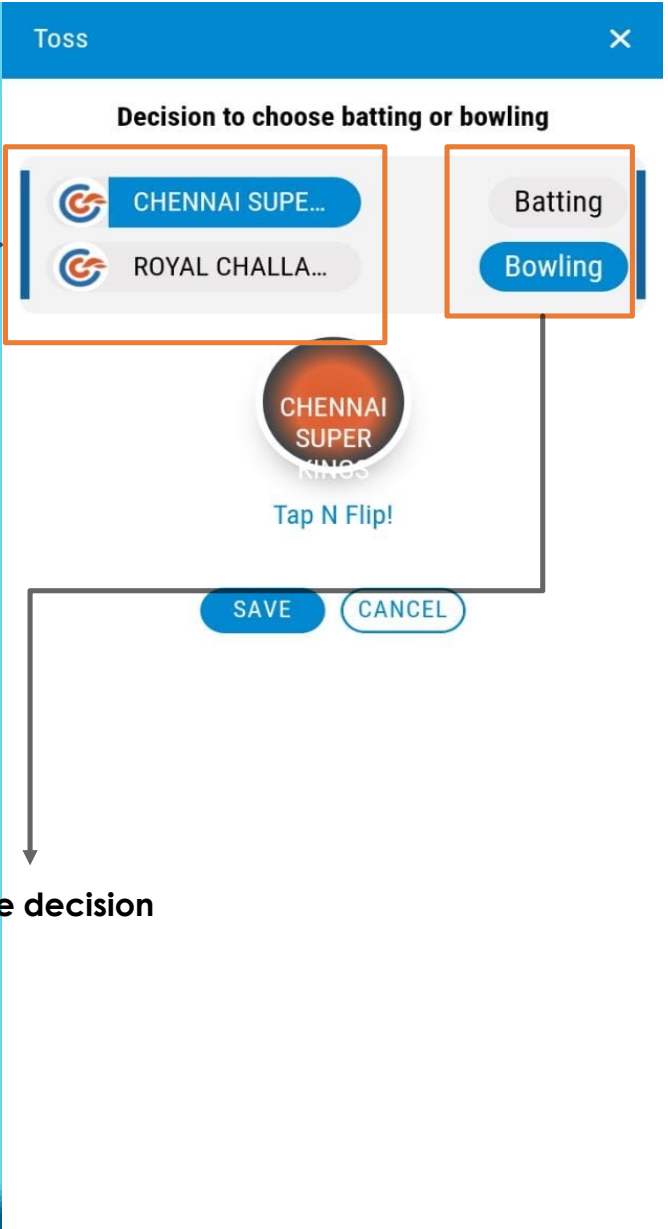 Toss
Decision to choose batting or bowling
CHENNAI SUPE...
Batting
ROYAL CHALLA...
Bowling
CHENNAI
SUPER
KINGS
Tap N Flip!
SAVE
CANCEL
e decision